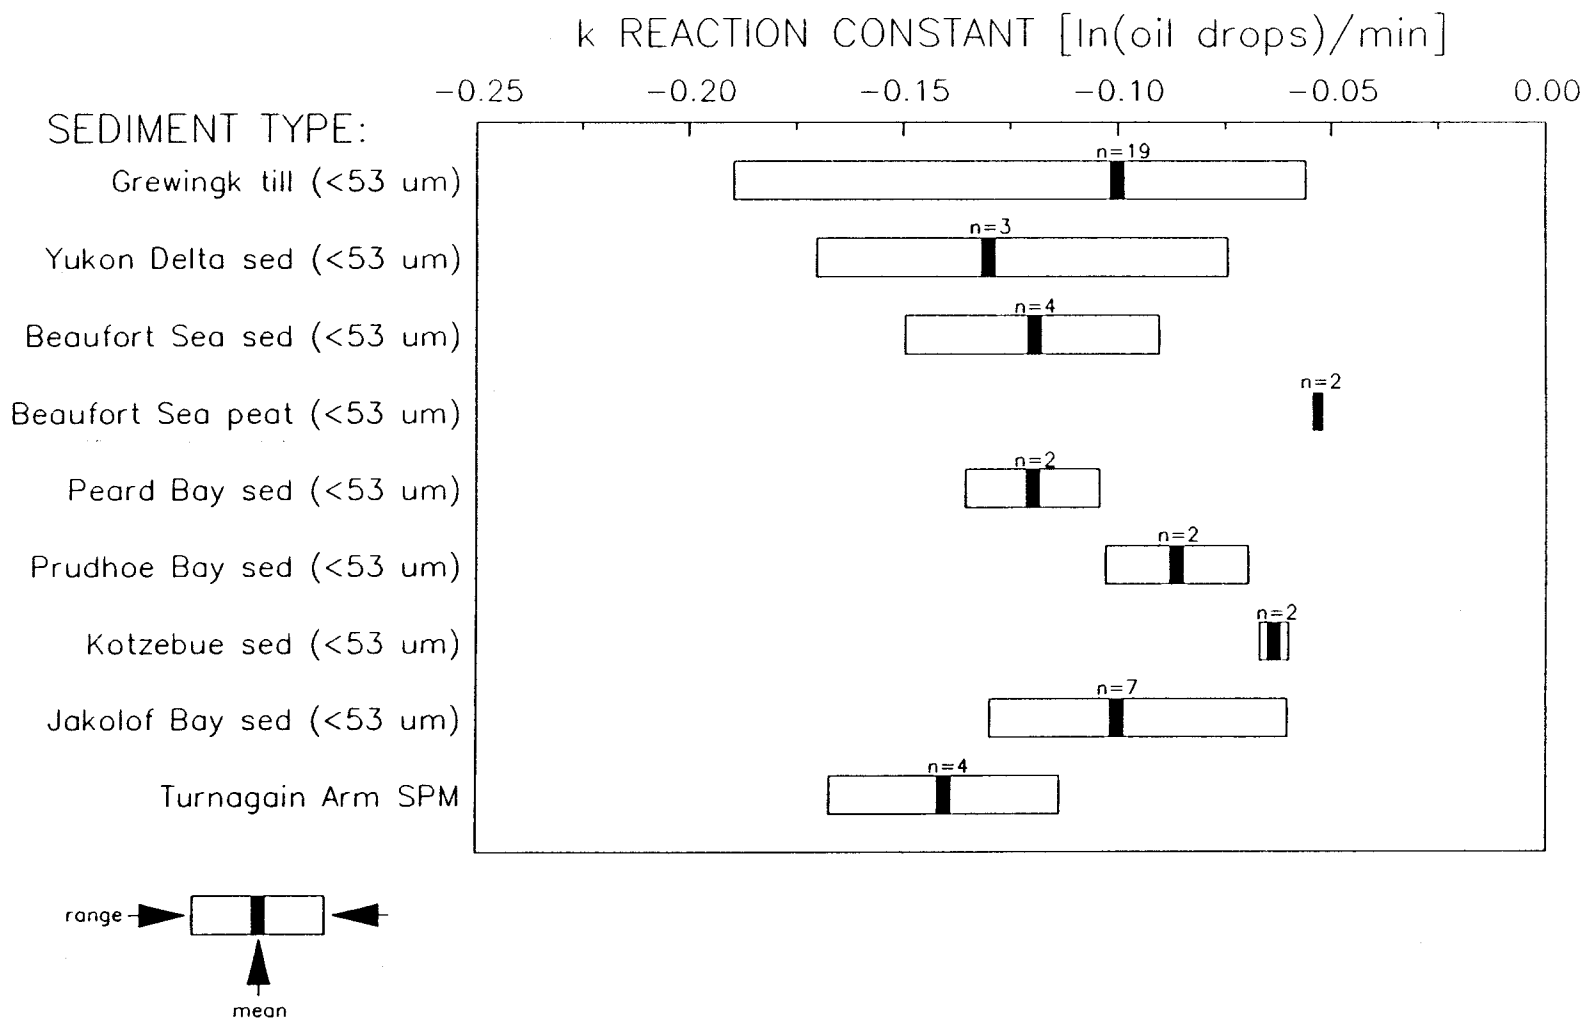 k REACTION CONSTANT [ln(oil drops)/min]
−0.25 −0.20 −0.15 −0.10 −0.05 0.00
SEDIMENT TYPE:
n=19
Grewingk till (<53 um)
n=3
Yukon Delta sed (<53 um)
n=4
Beaufort Sea sed (<53 um)
n=2
Beaufort Sea peat (<53 um)
n=2
Peard Bay sed (<53 um)
n=2
Prudhoe Bay sed (<53 um)
n=2
Kotzebue sed (<53 um)
n=7
Jakolof Bay sed (<53 um)
n=4
Turnagain Arm SPM
range
mean